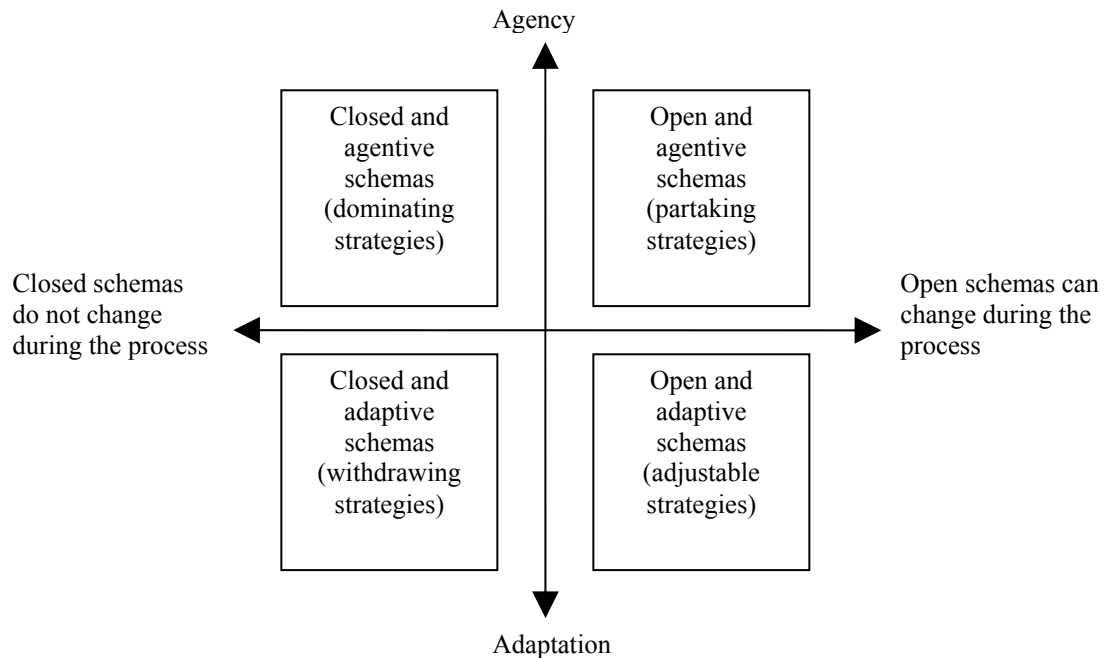 Agency
Closed and
agentive
schemas
(dominating
strategies)
Open and
agentive
schemas
(partaking
strategies)
Closed schemas
do not change
during the process
Open schemas can
change during the
process
Closed and
adaptive
schemas
(withdrawing
strategies)
Open and
adaptive
schemas
(adjustable
strategies)
Adaptation